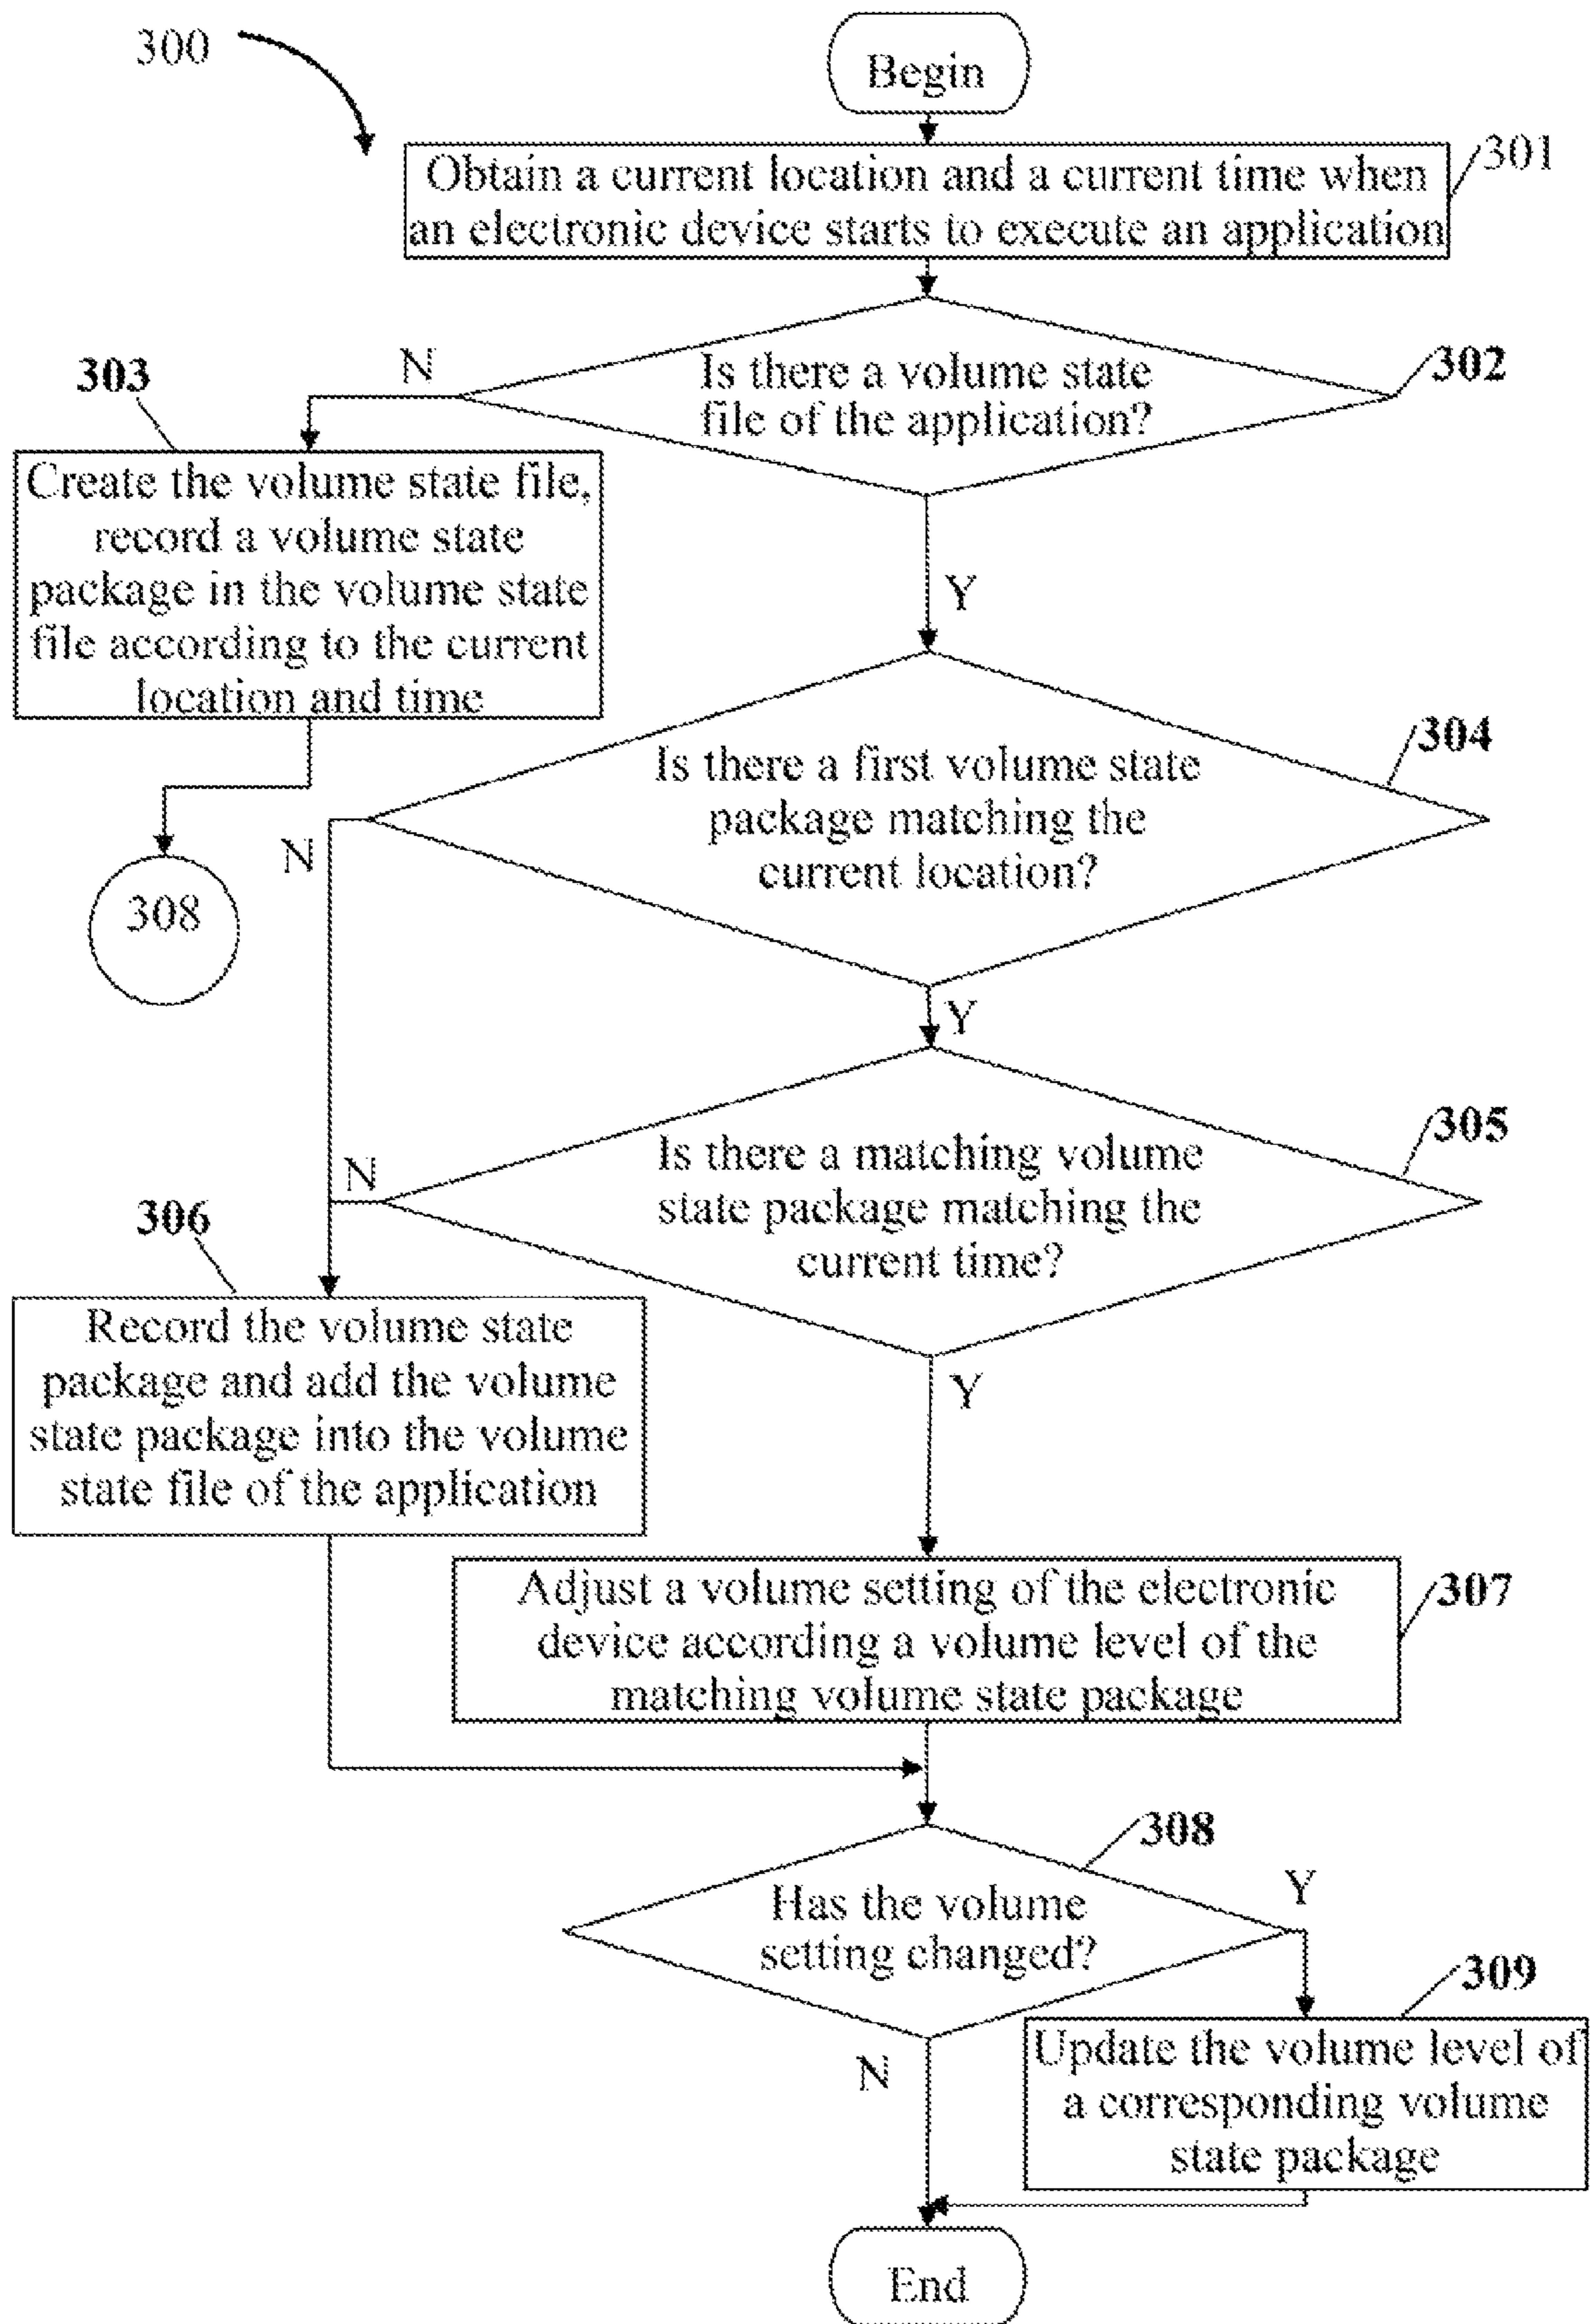 300
Begin
301
Obtain a current location and a current time when
an electronic device starts to execute an application
302
Is there a volume state
file of the application?
N
Y
303
Create the volume state file,
record a volume state
package in the volume state
file according to the current
location and time
308
304
Is there a first volume state
package matching the
current location?
N
Y
305
Is there a matching volume
state package matching the
current time?
N
Y
306
Record the volume state
package and add the volume
state package into the volume
state file of the application
307
Adjust a volume setting of the electronic
device according a volume level of the
matching volume state package
308
Has the volume
setting changed?
Y
N
309
Update the volume level of
a corresponding volume
state package
End